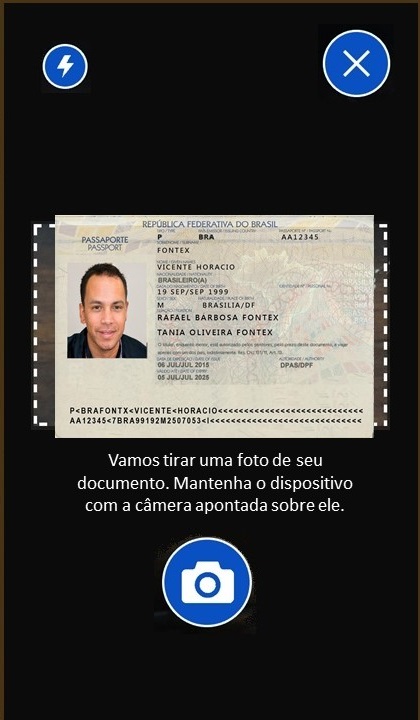 REPÚBLICA FEDERATIVA DO BRASIL
PASSAPORTE
PASSPORT
P BRA AA12345
FONTEX
VICENTE HORACIO
BRASILEIRO(A)
19 SEP/SEP 1999
M BRASILIA/DF
RAFAEL BARBOSA FONTEX
TANIA OLIVEIRA FONTEX
06 JUL/JUL 2015 DPAS/DPF
05 JUL/JUL 2025
P<BRAFONTX<VICENTE<HORACIO<<<<<<<<<<<<<<<<<<<<<<<<<<<
AA12345<7BRA99192M2507053<I<<<<<<<<<<<<<<<<<<<<<<<<<<
Vamos tirar uma foto de seu
documento. Mantenha o dispositivo
com a câmera apontada sobre ele.